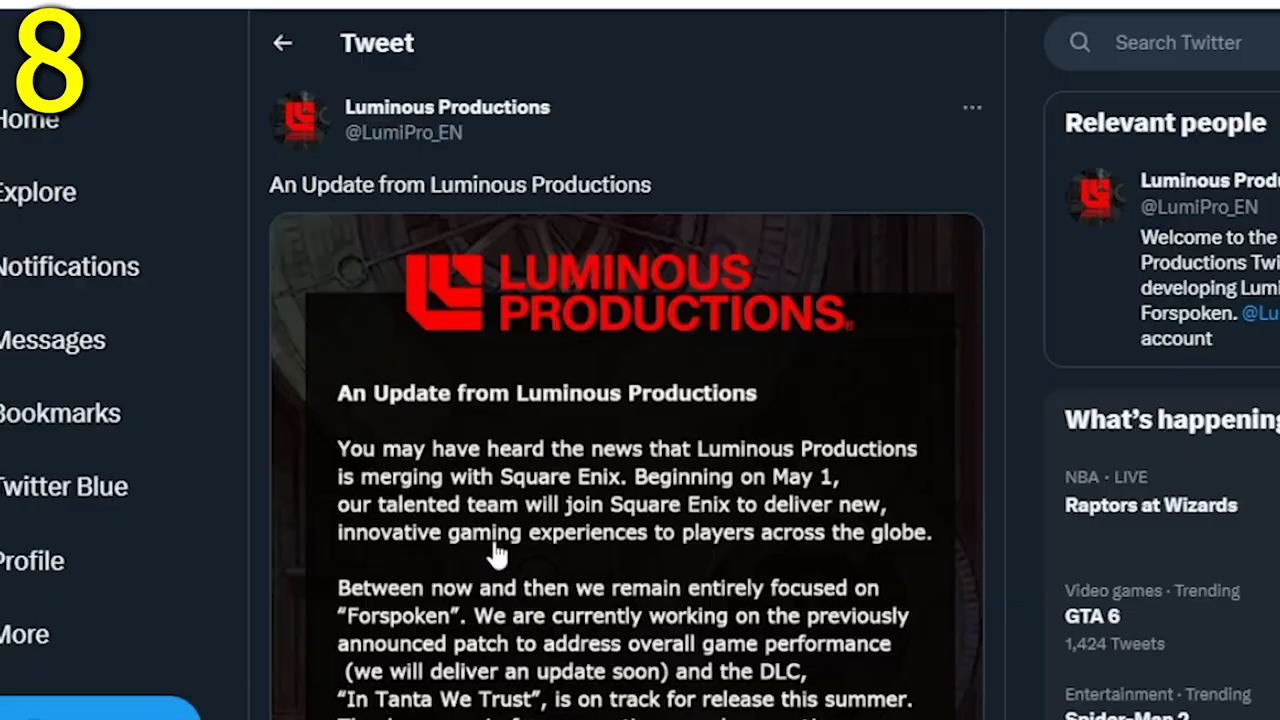 8
Home
Explore
Notifications
Messages
Bookmarks
Twitter Blue
Profile
More
Tweet
Luminous Productions
@LumiPro_EN
An Update from Luminous Productions
LUMINOUS
PRODUCTIONS®
An Update from Luminous Productions
You may have heard the news that Luminous Productions
is merging with Square Enix. Beginning on May 1,
our talented team will join Square Enix to deliver new,
innovative gaming experiences to players across the globe.
Between now and then we remain entirely focused on
“Forspoken”. We are currently working on the previously
announced patch to address overall game performance
(we will deliver an update soon) and the DLC,
“In Tanta We Trust”, is on track for release this summer.
Search Twitter
Relevant people
Luminous Produ
@LumiPro_EN
Welcome to the
Productions Twi
developing Lumi
Forspoken. @Lu
account
What’s happening
NBA · LIVE
Raptors at Wizards
Video games · Trending
GTA 6
1,424 Tweets
Entertainment · Trending
Spider-Man 2